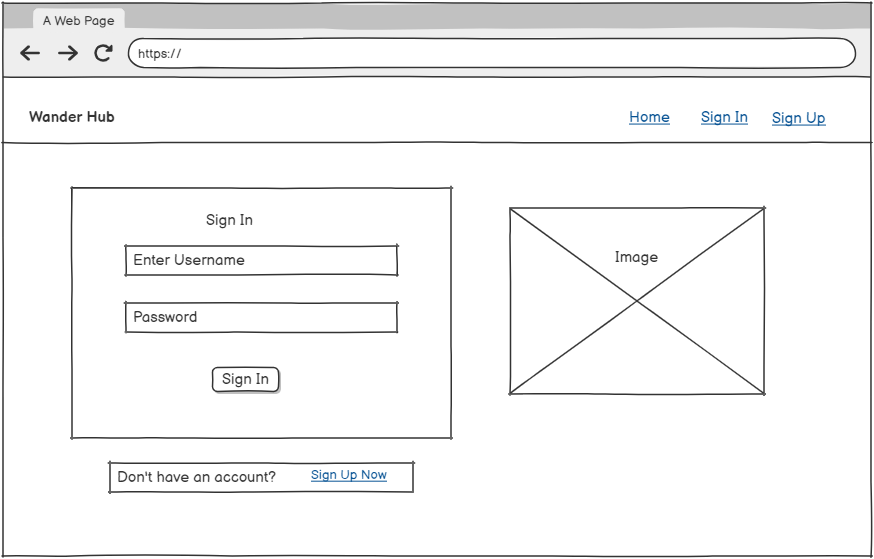 A Web Page
https://
Wander Hub
Home Sign In Sign Up
Sign In
Enter Username
Password
Sign In
Image
Don't have an account? Sign Up Now